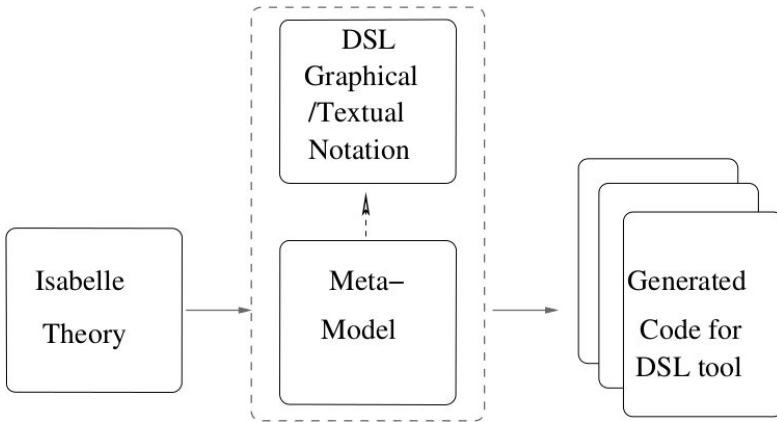 DSL
Graphical
/Textual
Notation
Isabelle
Theory
Meta–
Model
Generated
Code for
DSL tool